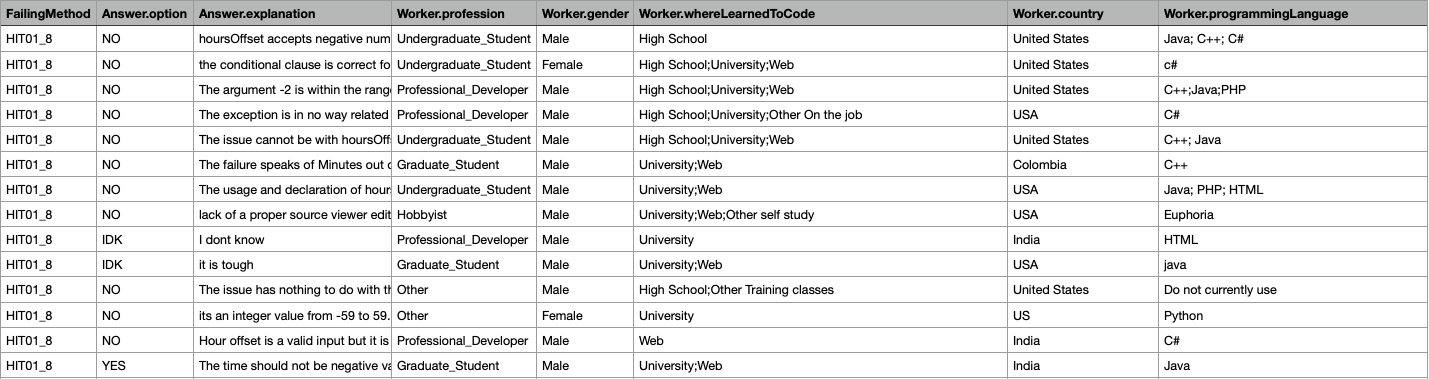 FailingMethod Answer.option Answer.explanation Worker.profession Worker.gender Worker.whereLearnedToCode Worker.country Worker.programmingLanguage
HIT01_8 NO hoursOffset accepts negative num Undergraduate_Student Male High School United States Java; C++; C#
HIT01_8 NO the conditional clause is correct fo Undergraduate_Student Female High School;University;Web United States c#
HIT01_8 NO The argument -2 is within the rang Professional_Developer Male High School;University;Web United States C++;Java;PHP
HIT01_8 NO The exception is in no way related Professional_Developer Male High School;University;Other On the job USA C#
HIT01_8 NO The issue cannot be with hoursOff Undergraduate_Student Male High School;University;Web United States C++; Java
HIT01_8 NO The failure speaks of Minutes out o Graduate_Student Male University;Web Colombia C++
HIT01_8 NO The usage and declaration of hour Undergraduate_Student Male University;Web USA Java; PHP; HTML
HIT01_8 NO lack of a proper source viewer edit Hobbyist Male University;Web;Other self study USA Euphoria
HIT01_8 IDK I dont know Professional_Developer Male University India HTML
HIT01_8 IDK it is tough Graduate_Student Male University;Web USA java
HIT01_8 NO The issue has nothing to do with th Other Male High School;Other Training classes United States Do not currently use
HIT01_8 NO its an integer value from -59 to 59. Other Female University US Python
HIT01_8 NO Hour offset is a valid input but it is Professional_Developer Male Web India C#
HIT01_8 YES The time should not be negative va Graduate_Student Male University;Web India Java